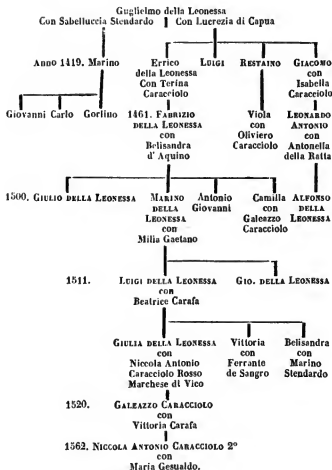 Guglielmo della Leonessa
Con Sabelluccia Stendardo
Con Lucrezia di Capua
Anno 1419. Marino
Errico
della Leonessa
Con Terina
Caracciolo
LUIGI
RESTAINO
GIACOMO
con
Isabella
Caracciolo
Giovanni Carlo
Gorlino
1461. FABRIZIO
DELLA LEONESSA
con
Belisandra
d'Aquino
Viola
con
Oliviero
Caracciolo
LEONARDO
ANTONIO
con
Antonella
della Ratta
1500. GIULIO DELLA LEONESSA
MARINO
DELLA
LEONESSA
con
Milia Gaetano
Antonio
Giovanni
Camilla
con
Galeazzo
Caracciolo
ALFONSO
DELLA
LEONESSA
1511. LUIGI DELLA LEONESSA
con
Beatrice Carafa
GIO. DELLA LEONESSA
GIULIA DELLA LEONESSA
con
Niccola Antonio
Caracciolo Rosso
Marchese di Vico
Vittoria
con
Ferrante
de Sangro
Belisandra
con
Marino
Stendardo
1520. GALEAZZO CARACCIOLO
con
Vittoria Carafa
1562. NICCOLA ANTONIO CARACCIOLO 2°
con
Maria Gesualdo.